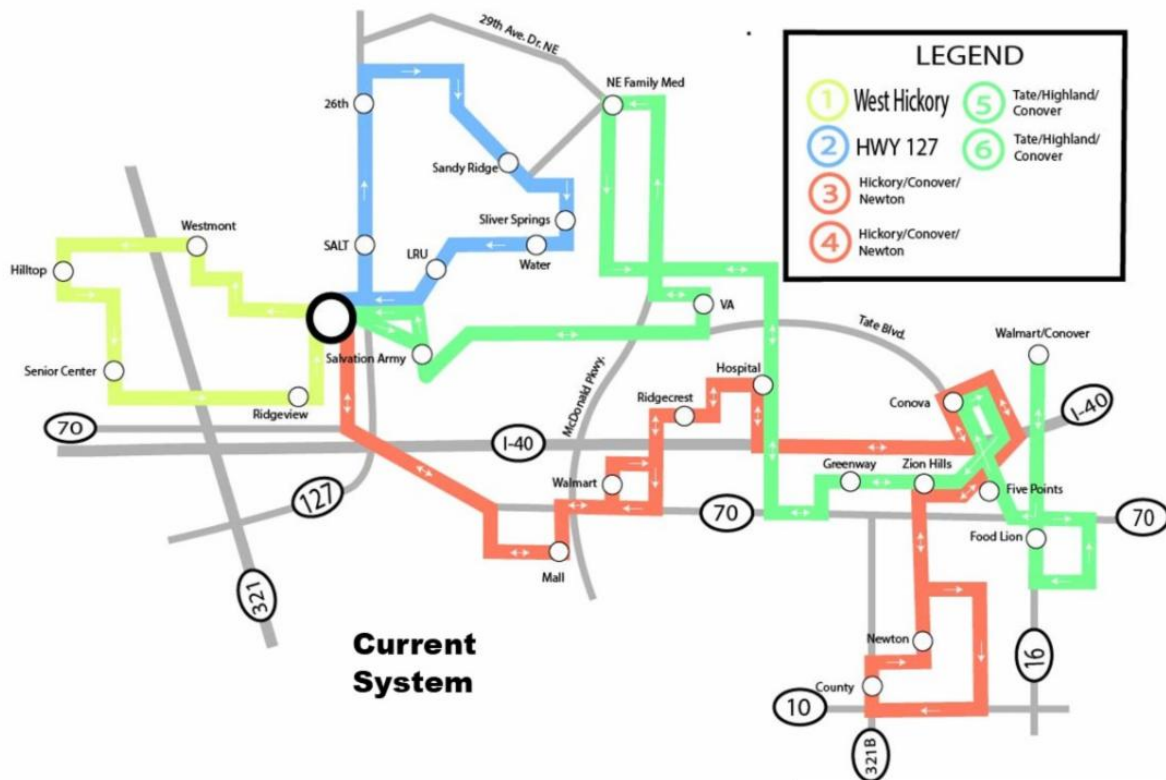 29th Ave. Dr. NE
NE Family Med
26th
Sandy Ridge
Sliver Springs
Water
LRU
SALT
Westmont
Hilltop
Senior Center
Ridgeview
Salvation Army
VA
McDonald Pkwy.
Tate Blvd.
Hospital
Ridgecrest
Walmart
Mall
Conova
Walmart/Conover
Greenway
Zion Hills
Five Points
Food Lion
Newton
County
70
I-40
I-40
127
321
70
70
16
10
321B
LEGEND
1 West Hickory
2 HWY 127
3 Hickory/Conover/
Newton
4 Hickory/Conover/
Newton
5 Tate/Highland/
Conover
6 Tate/Highland/
Conover
Current
System